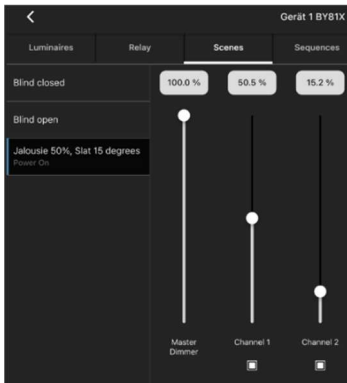 Gerät 1 BY81X
Luminaires Relay Scenes Sequences
Blind closed
100.0 % 50.5 % 15.2 %
Blind open
Jalousie 50%, Slat 15 degrees
Power On
Master Dimmer Channel 1 Channel 2